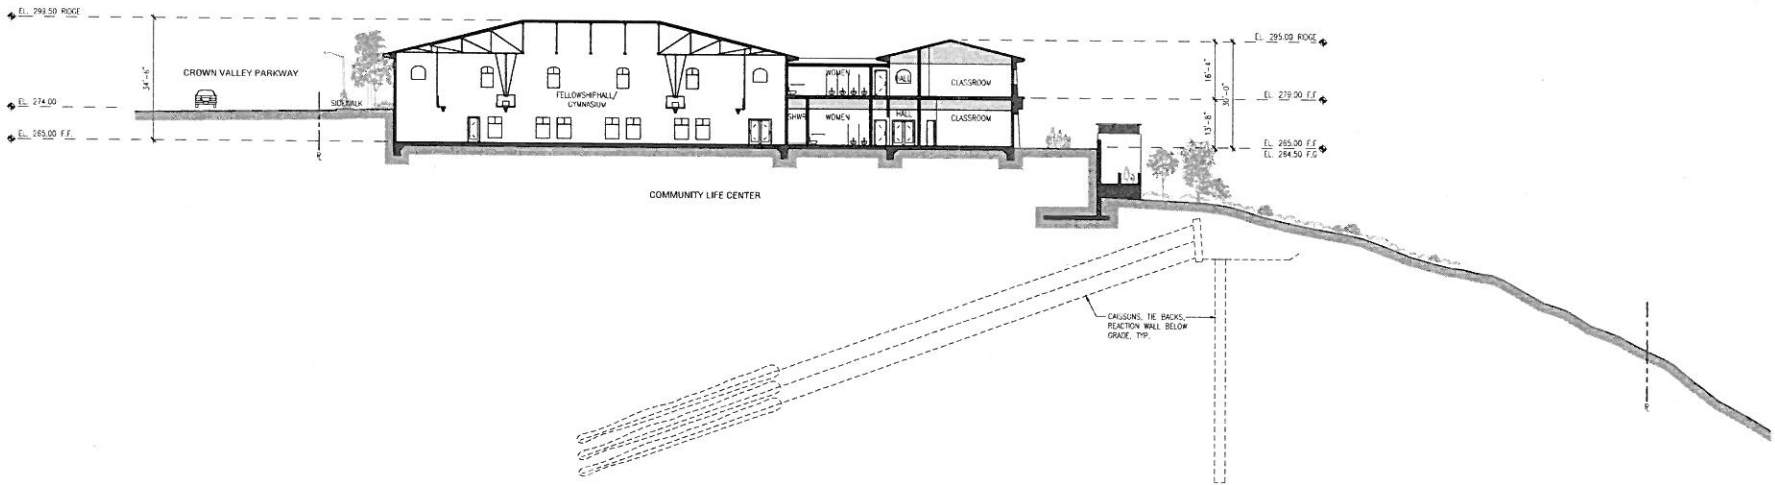 EL. 299.50 RIDGE
EL. 295.00 RIDGE
CROWN VALLEY PARKWAY
34'-6"
16'-4"
30'-0"
WOMEN
HALL
CLASSROOM
FELLOWSHIPHALL/
GYMNASIUM
SIDEWALK
EL. 274.00
EL. 279.00 F.F.
SHWR
WOMEN
HALL
CLASSROOM
13'-8"
EL. 265.00 F.F.
EL. 265.00 F.F
EL. 264.50 F.G
COMMUNITY LIFE CENTER
CAISSONS, TIE BACKS,
REACTION WALL BELOW
GRADE, TYP.